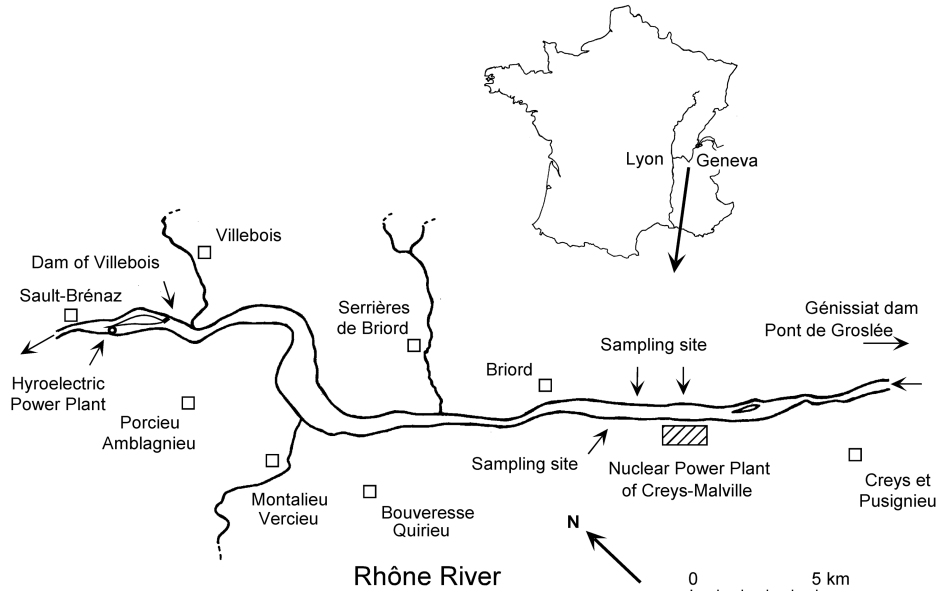 Lyon
Geneva
Villebois
Dam of Villebois
Sault-Brénaz
Serrières
de Briord
Génissiat dam
Pont de Groslée
Sampling site
Briord
Hyroelectric
Power Plant
Porcieu
Amblagnieu
Sampling site
Nuclear Power Plant
of Creys-Malville
Creys et
Pusignieu
Montalieu
Vercieu
Bouveresse
Quirieu
N
Rhône River
0 5 km